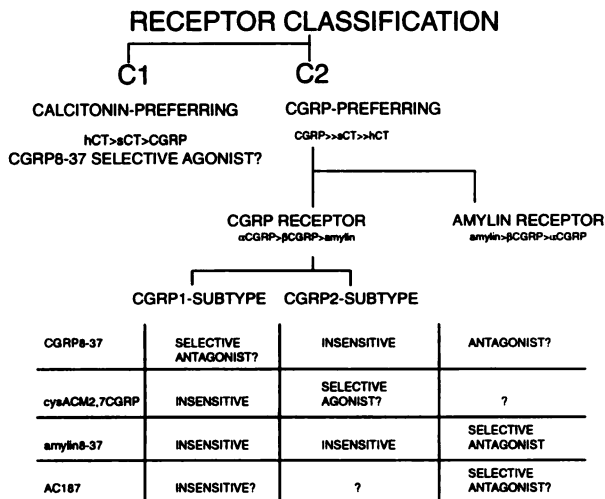 RECEPTOR CLASSIFICATION
C1 C2
CALCITONIN-PREFERRING CGRP-PREFERRING
hCT>sCT>CGRP CGRP>>sCT>>hCT
CGRP8-37 SELECTIVE AGONIST?
CGRP RECEPTOR AMYLIN RECEPTOR
αCGRP>βCGRP>amylin amylin>βCGRP>αCGRP
CGRP1-SUBTYPE CGRP2-SUBTYPE
CGRP8-37 SELECTIVE ANTAGONIST? INSENSITIVE ANTAGONIST?
cysACM2,7CGRP INSENSITIVE SELECTIVE AGONIST? ?
amylin8-37 INSENSITIVE INSENSITIVE SELECTIVE ANTAGONIST
AC187 INSENSITIVE? ? SELECTIVE ANTAGONIST?